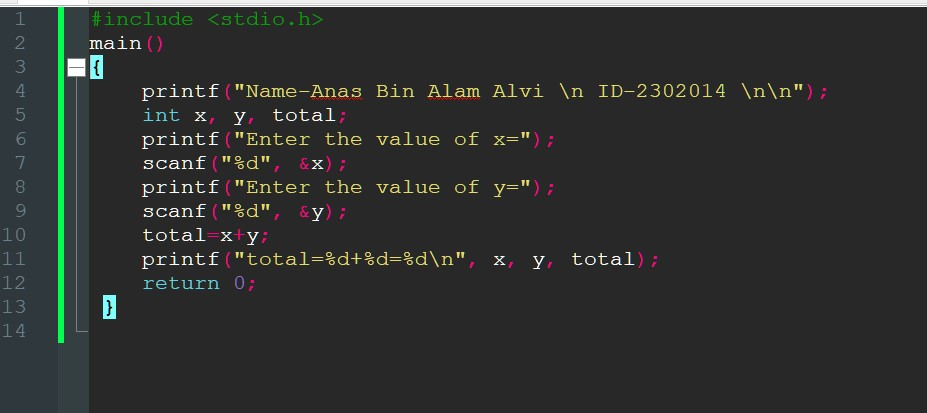 1 #include <stdio.h>
2 main()
3 {
4 printf("Name-Anas Bin Alam Alvi \n ID-2302014 \n\n");
5 int x, y, total;
6 printf("Enter the value of x=");
7 scanf("%d", &x);
8 printf("Enter the value of y=");
9 scanf("%d", &y);
10 total=x+y;
11 printf("total=%d+%d=%d\n", x, y, total);
12 return 0;
13 }
14